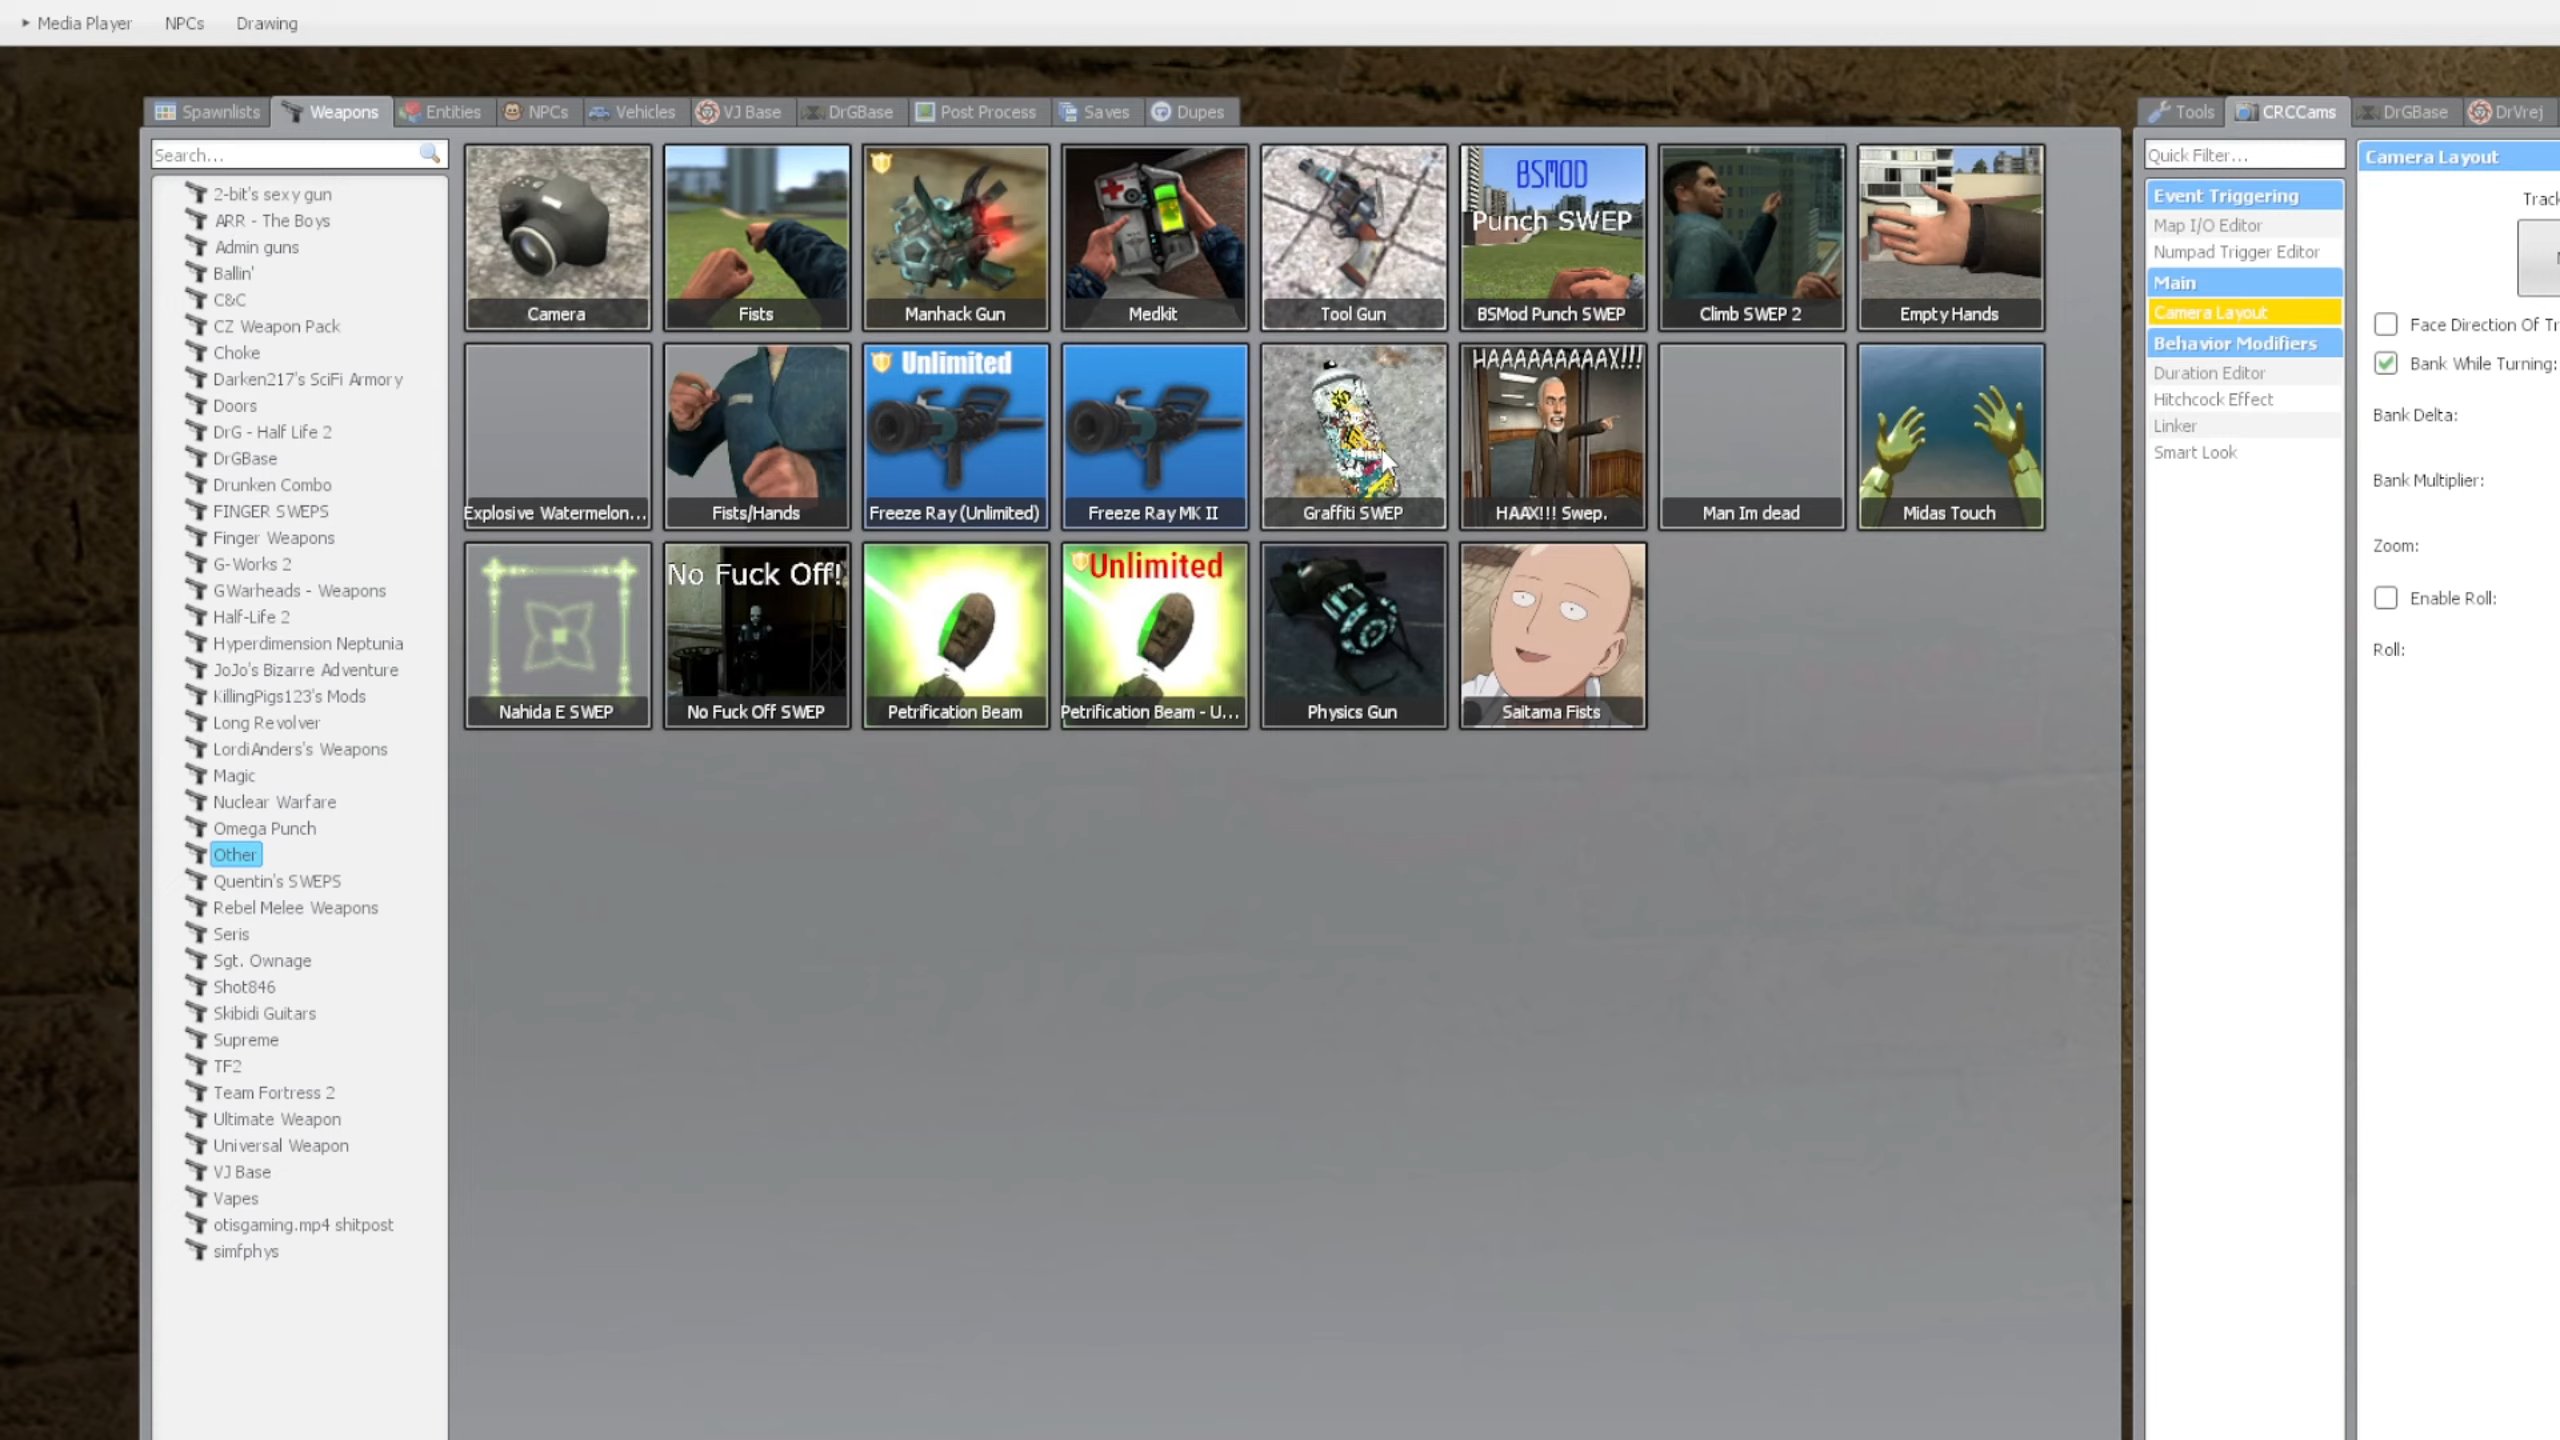 Media Player NPCs Drawing
Spawnlists Weapons Entities NPCs Vehicles VJ Base DrGBase Post Process Saves Dupes
Search...
2-bit's sexy gun
ARR - The Boys
Admin guns
Ballin'
C&C
CZ Weapon Pack
Choke
Darken217's SciFi Armory
Doors
DrG - Half Life 2
DrGBase
Drunken Combo
FINGER SWEPS
Finger Weapons
G-Works 2
GWarheads - Weapons
Half-Life 2
Hyperdimension Neptunia
JoJo's Bizarre Adventure
KillingPigs123's Mods
Long Revolver
LordiAnders's Weapons
Magic
Nuclear Warfare
Omega Punch
Other
Quentin's SWEPS
Rebel Melee Weapons
Seris
Sgt. Ownage
Shot846
Skibidi Guitars
Supreme
TF2
Team Fortress 2
Ultimate Weapon
Universal Weapon
VJ Base
Vapes
otisgaming.mp4 shitpost
simfphys
BSMOD
Punch SWEP
Camera Fists Manhack Gun Medkit Tool Gun BSMod Punch SWEP Climb SWEP 2 Empty Hands
Unlimited HAAAAAAAAAX!!!
Explosive Watermelon... Fists/Hands Freeze Ray (Unlimited) Freeze Ray MK II Graffiti SWEP HAAX!!! Swep. Man Im dead Midas Touch
No Fuck Off! Unlimited
Nahida E SWEP No Fuck Off SWEP Petrification Beam Petrification Beam - U... Physics Gun Saitama Fists
Tools CRCCams DrGBase DrVrej
Quick Filter...
Event Triggering
Map I/O Editor
Numpad Trigger Editor
Main
Camera Layout
Behavior Modifiers
Duration Editor
Hitchcock Effect
Linker
Smart Look
Camera Layout
Track
Face Direction Of Tr
Bank While Turning:
Bank Delta:
Bank Multiplier:
Zoom:
Enable Roll:
Roll: